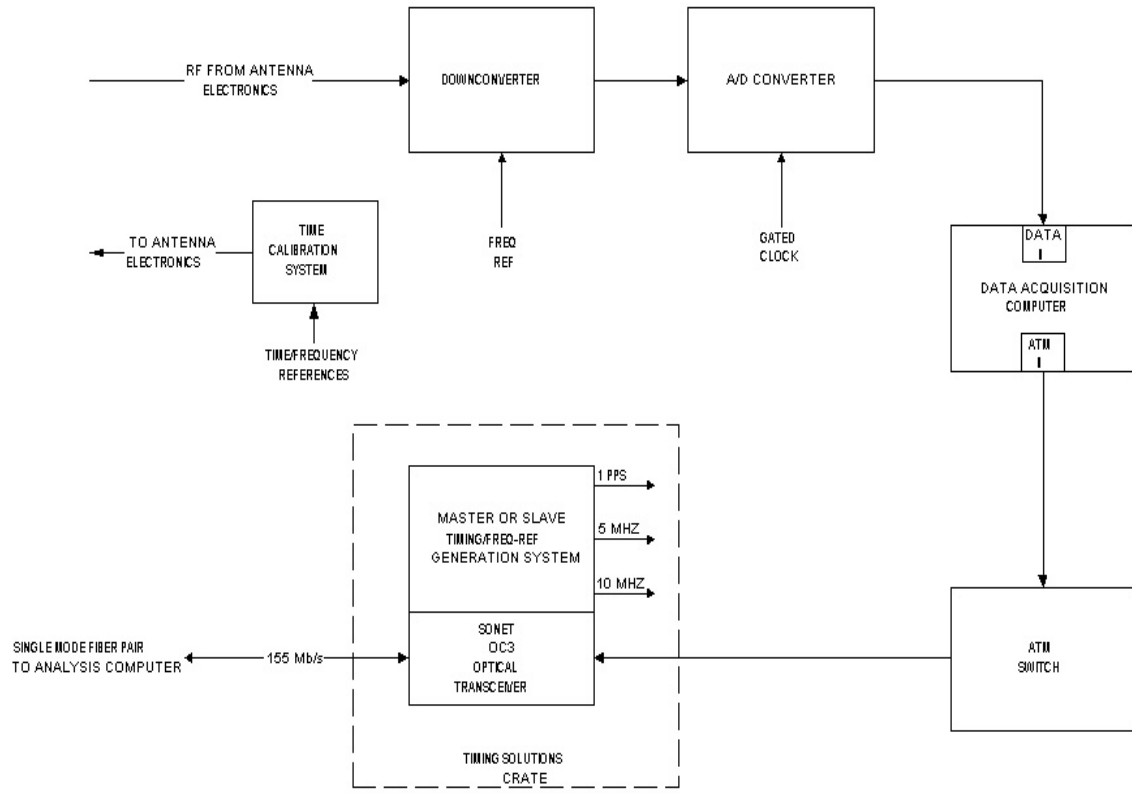 RF FROM ANTENNA
ELECTRONICS
DOWNCONVERTER
A/D CONVERTER
FREQ
REF
GATED
CLOCK
TO ANTENNA
ELECTRONICS
TIME
CALIBRATION
SYSTEM
TIME/FREQUENCY
REFERENCES
DATA
I
DATA ACQUISITION
COMPUTER
ATM
I
1 PPS
MASTER OR SLAVE
TIMING/FREQ-REF
GENERATION SYSTEM
5 MHZ
10 MHZ
SINGLE MODE FIBER PAIR
TO ANALYSIS COMPUTER
155 Mb/s
SONET
OC3
OPTICAL
TRANSCEIVER
ATM
SWITCH
TIMING SOLUTIONS
CRATE